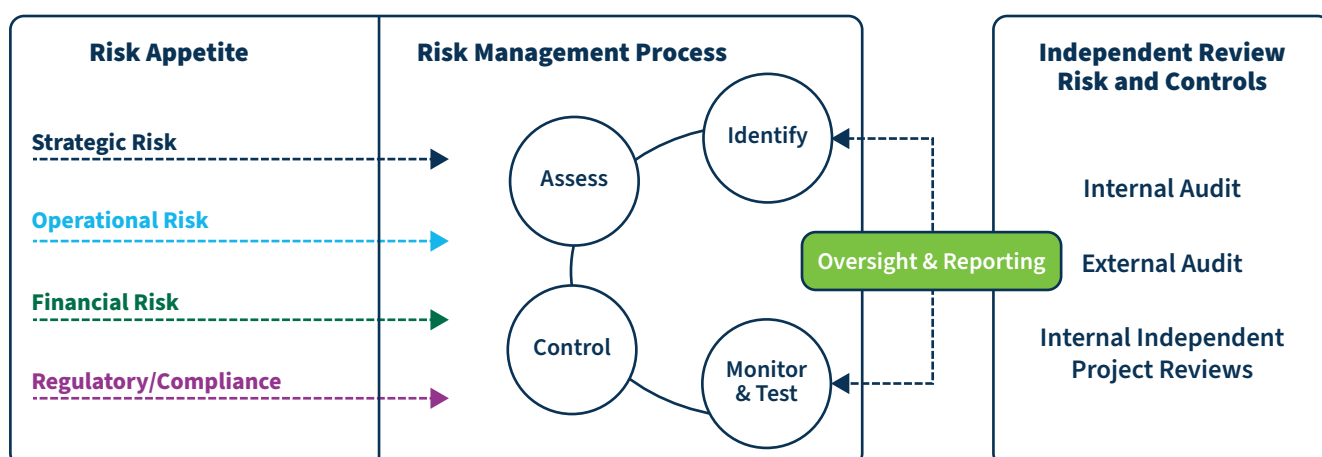 Risk Appetite
Strategic Risk
Operational Risk
Financial Risk
Regulatory/Compliance
Risk Management Process
Identify
Assess
Control
Monitor
& Test
Oversight & Reporting
Independent Review
Risk and Controls
Internal Audit
External Audit
Internal Independent
Project Reviews